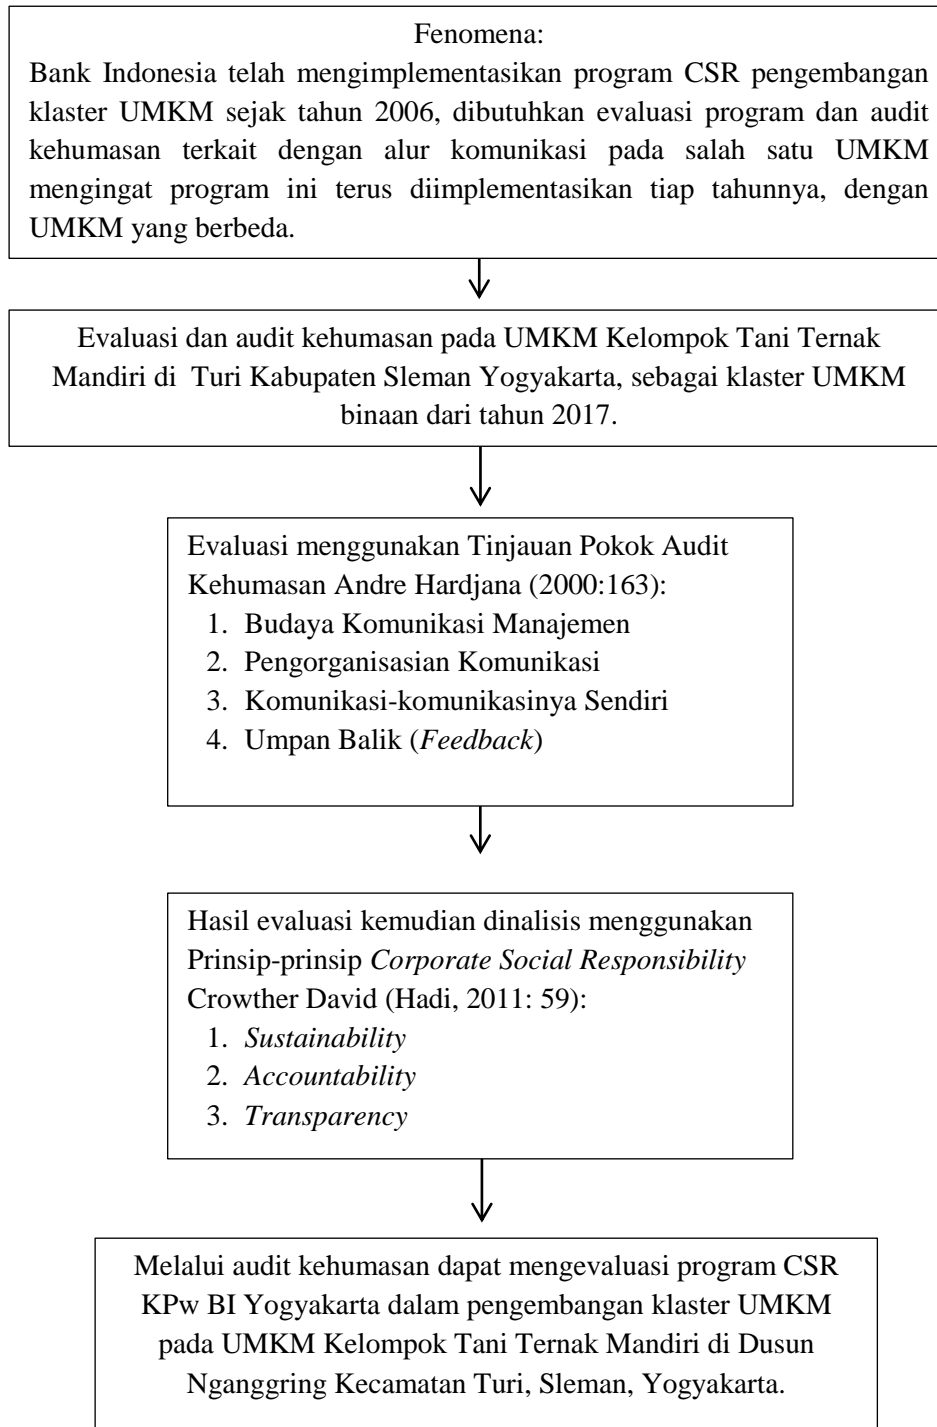 Fenomena:
Bank Indonesia telah mengimplementasikan program CSR pengembangan
klaster UMKM sejak tahun 2006, dibutuhkan evaluasi program dan audit
kehumasan terkait dengan alur komunikasi pada salah satu UMKM
mengingat program ini terus diimplementasikan tiap tahunnya, dengan
UMKM yang berbeda.
Evaluasi dan audit kehumasan pada UMKM Kelompok Tani Ternak
Mandiri di Turi Kabupaten Sleman Yogyakarta, sebagai klaster UMKM
binaan dari tahun 2017.
Evaluasi menggunakan Tinjauan Pokok Audit
Kehumasan Andre Hardjana (2000:163):
1. Budaya Komunikasi Manajemen
2. Pengorganisasian Komunikasi
3. Komunikasi-komunikasinya Sendiri
4. Umpan Balik (Feedback)
Hasil evaluasi kemudian dinalisis menggunakan
Prinsip-prinsip Corporate Social Responsibility
Crowther David (Hadi, 2011: 59):
1. Sustainability
2. Accountability
3. Transparency
Melalui audit kehumasan dapat mengevaluasi program CSR
KPw BI Yogyakarta dalam pengembangan klaster UMKM
pada UMKM Kelompok Tani Ternak Mandiri di Dusun
Nganggring Kecamatan Turi, Sleman, Yogyakarta.